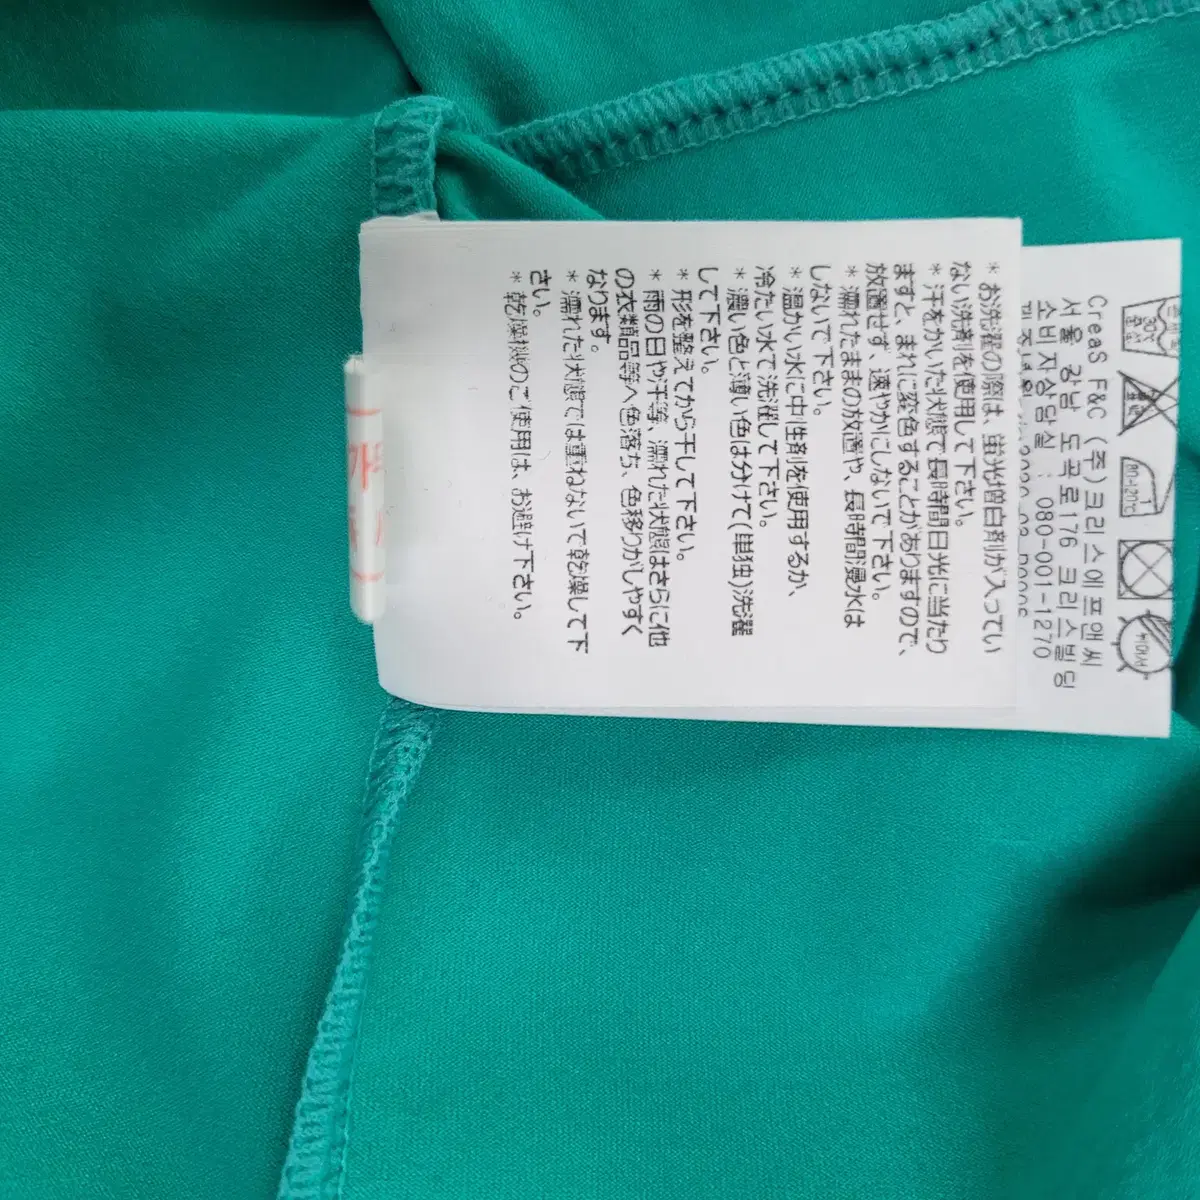 * お洗濯の際は、蛍光増白剤が入ってい
ない洗剤を使用して下さい。
* 汗をかいた状態で長時間日光に当たり
ますと、まれに変色することがありますので、
放置せず、速やかにしないで下さい。
* 濡れたままの放置や、長時間浸水は
しないで下さい。
* 温かい水に中性剤を使用するか、
冷たい水で洗濯して下さい。
* 濃い色と薄い色は分けて(単独)洗濯
して下さい。
* 形を整えてから干して下さい。
* 雨の日や汗等、濡れた状態はさらに他
の衣類品等へ色落ち、色移りがしやすく
なります。
* 濡れた状態では重ねないで乾燥して下
さい。
* 乾燥機のご使用は、お避け下さい。
30℃
중성
80-120℃
CreaS F&C (주)크리스에프앤씨
서울 강남 도곡로176 크리스빌딩
소비자상담실 : 080-001-1270